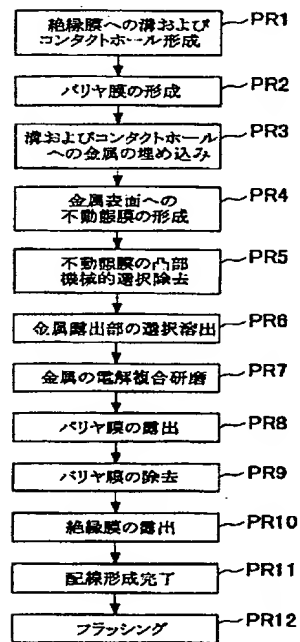 絶縁膜への溝および
コンタクトホール形成
PR1
バリヤ膜の形成
PR2
溝およびコンタクトホール
への金属の埋め込み
PR3
金属表面への
不動態膜の形成
PR4
不動態膜の凸部
機械的選択除去
PR5
金属露出部の選択溶出
PR6
金属の電解複合研磨
PR7
バリヤ膜の露出
PR8
バリヤ膜の除去
PR9
絶縁膜の露出
PR10
配線形成完了
PR11
フラッシング
PR12